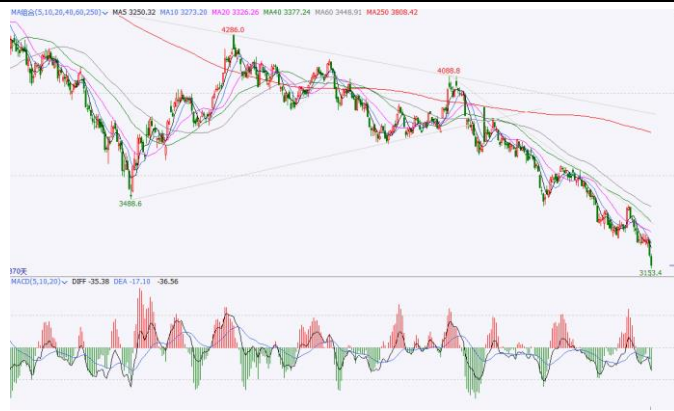 MA组合(5,10,20,40,60,250) MA5 3250.32 MA10 3273.20 MA20 3326.26 MA40 3377.24 MA60 3448.91 MA250 3808.42
4286.0
4088.8
3488.6
370天
3153.4
MACD(5,10,20) DIFF -35.38 DEA -17.10 -36.56